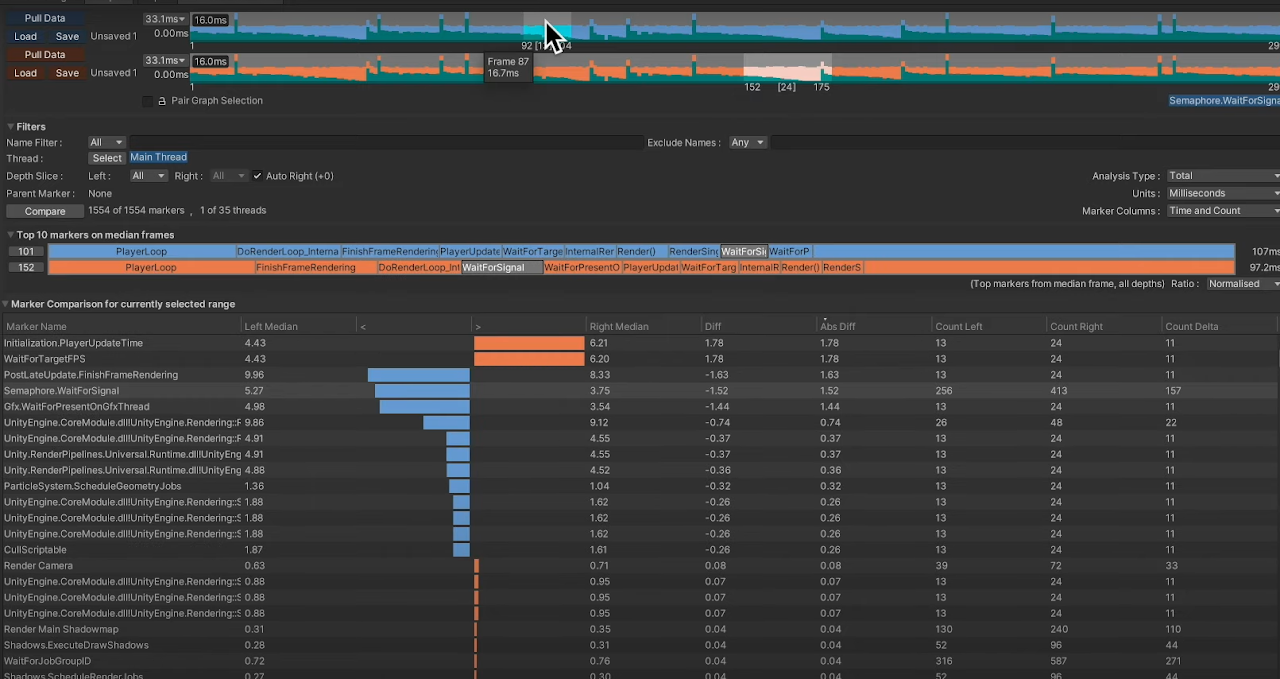 Pull Data 33.1ms 16.0ms
Load Save Unsaved 1 0.00ms
1 92
Pull Data 33.1ms 16.0ms Frame 87
Load Save Unsaved 1 0.00ms 16.7ms
1 152 [24] 175
Pair Graph Selection Semaphore.WaitForSigna
Filters
Name Filter : All Exclude Names : Any
Thread : Select Main Thread
Depth Slice : Left : All Right : All Auto Right (+0) Analysis Type : Total
Parent Marker : None Units : Milliseconds
Compare 1554 of 1554 markers , 1 of 35 threads Marker Columns : Time and Count
Top 10 markers on median frames
101 PlayerLoop DoRenderLoop_Interna FinishFrameRendering PlayerUpdate WaitForTarge InternalRer Render() RenderSing WaitForSig WaitForP 107ms
152 PlayerLoop FinishFrameRendering DoRenderLoop_Int WaitForSignal WaitForPresentO PlayerUpdat WaitForTarg InternalR Render() RenderS 97.2ms
(Top markers from median frame, all depths) Ratio : Normalised
Marker Comparison for currently selected range
Marker Name Left Median < > Right Median Diff Abs Diff Count Left Count Right Count Delta
Initialization.PlayerUpdateTime 4.43 6.21 1.78 1.78 13 24 11
WaitForTargetFPS 4.43 6.20 1.78 1.78 13 24 11
PostLateUpdate.FinishFrameRendering 9.96 8.33 -1.63 1.63 13 24 11
Semaphore.WaitForSignal 5.27 3.75 -1.52 1.52 256 413 157
Gfx.WaitForPresentOnGfxThread 4.98 3.54 -1.44 1.44 13 24 11
UnityEngine.CoreModule.dll!UnityEngine.Rendering::F 9.86 9.12 -0.74 0.74 26 48 22
UnityEngine.CoreModule.dll!UnityEngine.Rendering::F 4.91 4.55 -0.37 0.37 13 24 11
Unity.RenderPipelines.Universal.Runtime.dll!UnityEng 4.91 4.55 -0.37 0.37 13 24 11
Unity.RenderPipelines.Universal.Runtime.dll!UnityEng 4.88 4.52 -0.36 0.36 13 24 11
ParticleSystem.ScheduleGeometryJobs 1.36 1.04 -0.32 0.32 13 24 11
UnityEngine.CoreModule.dll!UnityEngine.Rendering::S 1.88 1.62 -0.26 0.26 13 24 11
UnityEngine.CoreModule.dll!UnityEngine.Rendering::S 1.88 1.62 -0.26 0.26 13 24 11
UnityEngine.CoreModule.dll!UnityEngine.Rendering::S 1.88 1.62 -0.26 0.26 13 24 11
CullScriptable 1.87 1.61 -0.26 0.26 13 24 11
Render Camera 0.63 0.71 0.08 0.08 39 72 33
UnityEngine.CoreModule.dll!UnityEngine.Rendering::S 0.88 0.95 0.07 0.07 13 24 11
UnityEngine.CoreModule.dll!UnityEngine.Rendering::S 0.88 0.95 0.07 0.07 13 24 11
UnityEngine.CoreModule.dll!UnityEngine.Rendering::S 0.88 0.95 0.07 0.07 13 24 11
Render Main Shadowmap 0.31 0.35 0.04 0.04 130 240 110
Shadows.ExecuteDrawShadows 0.28 0.31 0.04 0.04 52 96 44
WaitForJobGroupID 0.72 0.76 0.04 0.04 316 587 271
Shadows.ScheduleRenderJobs 0.27 0.30 0.04 0.04 52 96 44